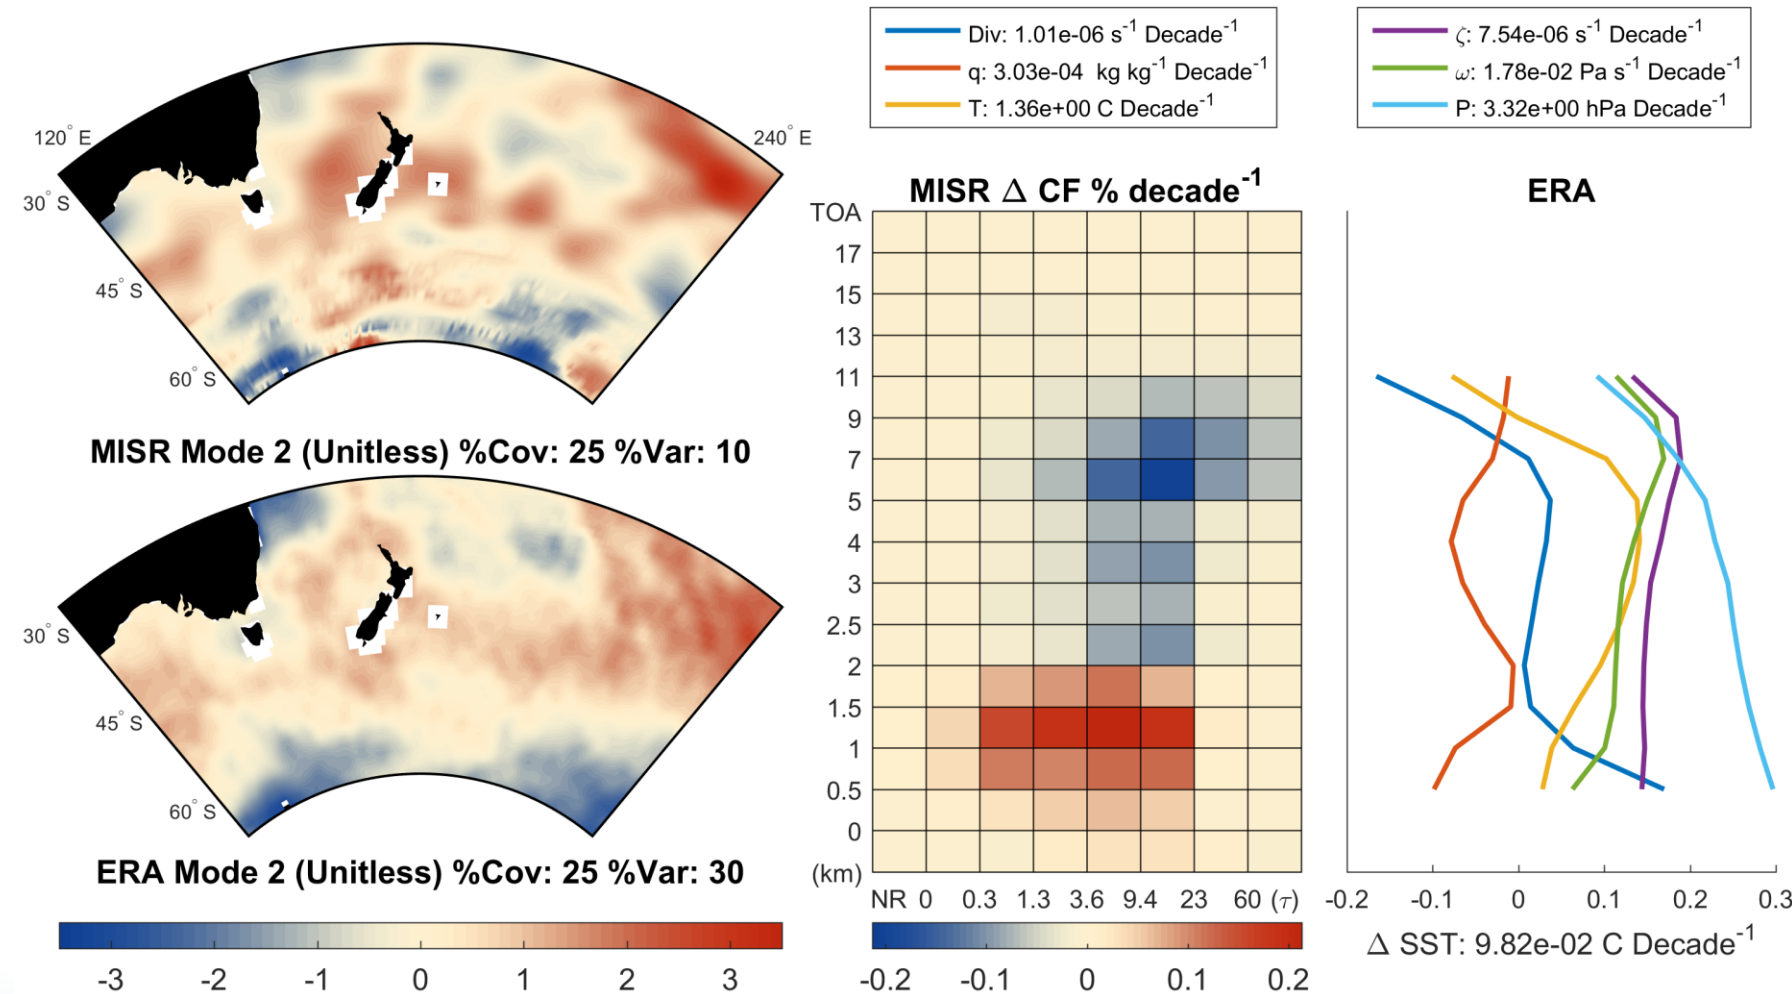 120° E
240° E
30° S
45° S
60° S
MISR Mode 2 (Unitless) %Cov: 25 %Var: 10
30° S
45° S
60° S
ERA Mode 2 (Unitless) %Cov: 25 %Var: 30
-3 -2 -1 0 1 2 3
Div: 1.01e-06 s⁻¹ Decade⁻¹
q: 3.03e-04 kg kg⁻¹ Decade⁻¹
T: 1.36e+00 C Decade⁻¹
MISR Δ CF % decade⁻¹
TOA
17
15
13
11
9
7
5
4
3
2.5
2
1.5
1
0.5
0
(km)
NR 0 0.3 1.3 3.6 9.4 23 60 (τ)
-0.2 -0.1 0 0.1 0.2
ζ: 7.54e-06 s⁻¹ Decade⁻¹
ω: 1.78e-02 Pa s⁻¹ Decade⁻¹
P: 3.32e+00 hPa Decade⁻¹
ERA
-0.2 -0.1 0 0.1 0.2 0.3
Δ SST: 9.82e-02 C Decade⁻¹